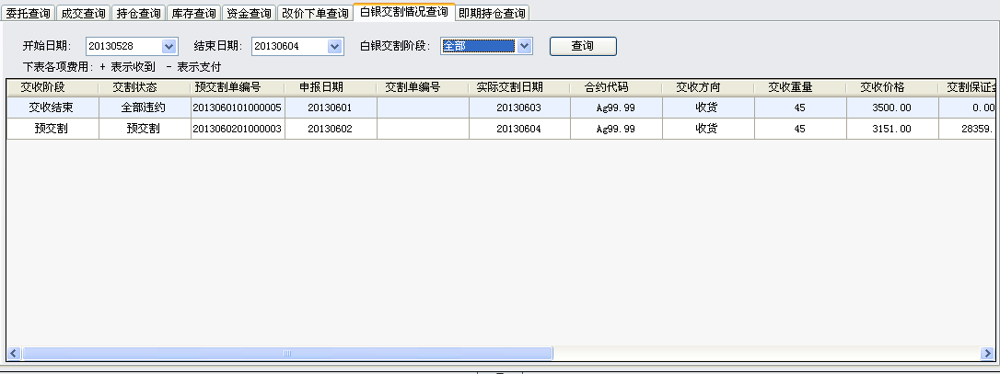 委托查询 成交查询 持仓查询 库存查询 资金查询 改价下单查询 白银交割情况查询 即期持仓查询
开始日期: 20130528 结束日期: 20130604 白银交割阶段: 全部 查询
下表各项费用: + 表示收到 - 表示支付
交收阶段 交割状态 预交割单编号 申报日期 交割单编号 实际交割日期 合约代码 交收方向 交收重量 交收价格 交割保证金
交收结束 全部违约 2013060101000005 20130601 20130603 Ag99.99 收货 45 3500.00 0.00
预交割 预交割 2013060201000003 20130602 20130604 Ag99.99 收货 45 3151.00 28359.